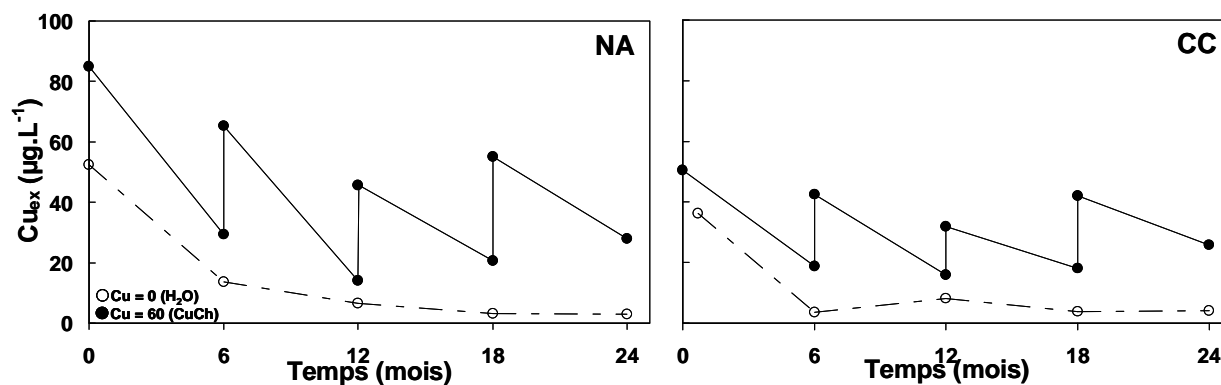 100
80
60
40
20
0
Cu_ex (µg.L⁻¹)
NA
○ Cu = 0 (H₂O)
● Cu = 60 (CuCh)
0 6 12 18 24
Temps (mois)
CC
0 6 12 18 24
Temps (mois)